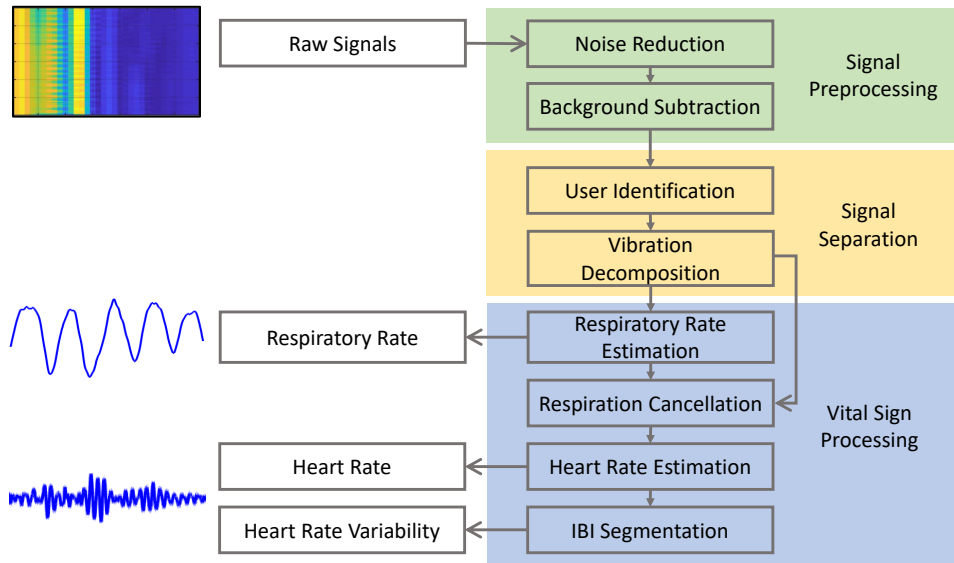 Raw Signals
Noise Reduction
Signal
Preprocessing
Background Subtraction
User Identification
Signal
Separation
Vibration
Decomposition
Respiratory Rate
Respiratory Rate
Estimation
Respiration Cancellation
Vital Sign
Processing
Heart Rate
Heart Rate Estimation
Heart Rate Variability
IBI Segmentation